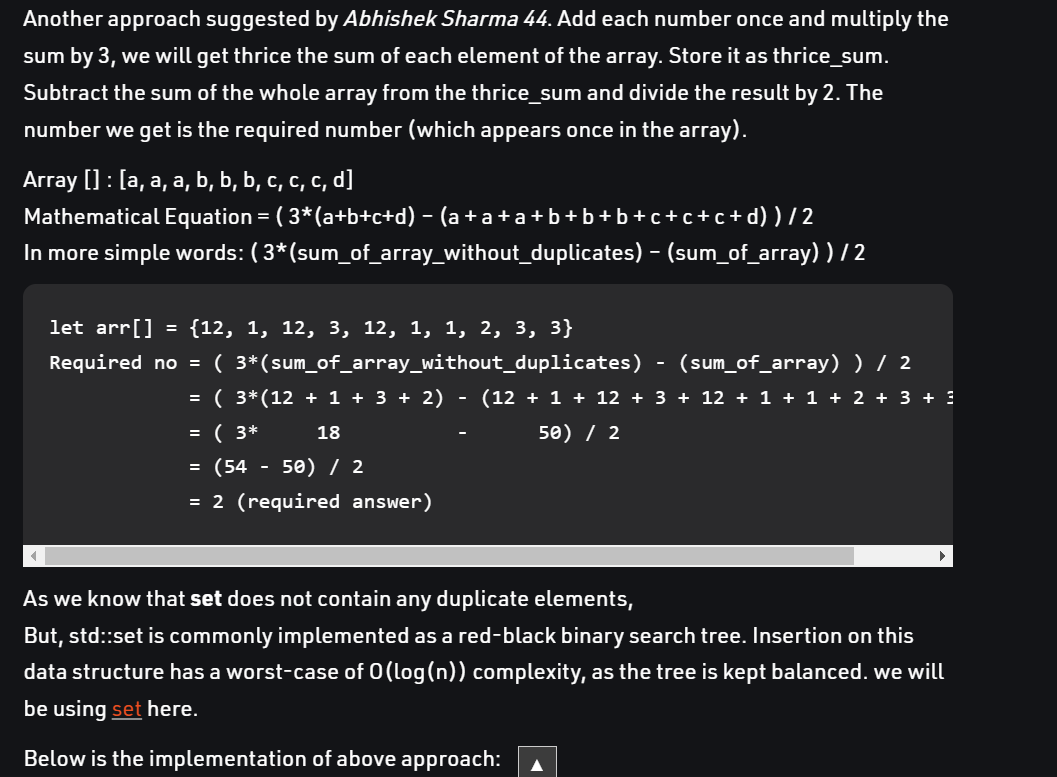 Another approach suggested by Abhishek Sharma 44. Add each number once and multiply the
sum by 3, we will get thrice the sum of each element of the array. Store it as thrice_sum.
Subtract the sum of the whole array from the thrice_sum and divide the result by 2. The
number we get is the required number (which appears once in the array).
Array [] : [a, a, a, b, b, b, c, c, c, d]
Mathematical Equation = ( 3*(a+b+c+d) – (a + a + a + b + b + b + c + c + c + d) ) / 2
In more simple words: ( 3*(sum_of_array_without_duplicates) – (sum_of_array) ) / 2
let arr[] = {12, 1, 12, 3, 12, 1, 1, 2, 3, 3}
Required no = ( 3*(sum_of_array_without_duplicates) - (sum_of_array) ) / 2
= ( 3*(12 + 1 + 3 + 2) - (12 + 1 + 12 + 3 + 12 + 1 + 1 + 2 + 3 + 3
= ( 3*     18          -      50) / 2
= (54 - 50) / 2
= 2 (required answer)
As we know that set does not contain any duplicate elements,
But, std::set is commonly implemented as a red-black binary search tree. Insertion on this
data structure has a worst-case of O(log(n)) complexity, as the tree is kept balanced. we will
be using set here.
Below is the implementation of above approach: